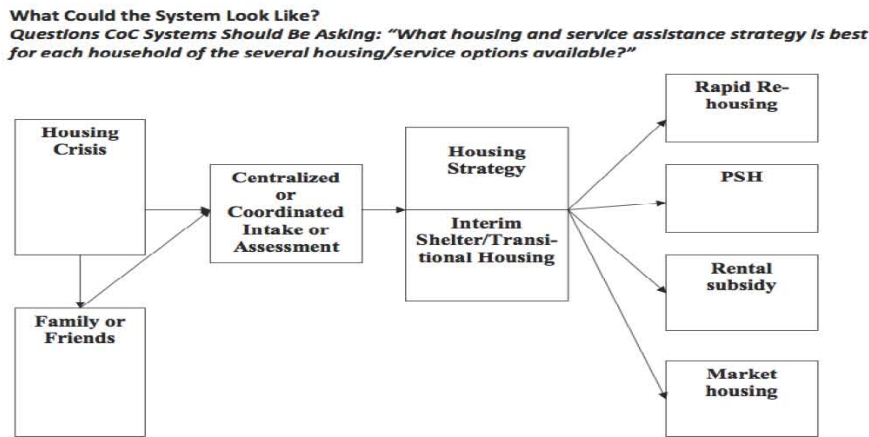 What Could the System Look Like?
Questions CoC Systems Should Be Asking: “What housing and service assistance strategy is best
for each household of the several housing/service options available?”
Housing
Crisis
Family or
Friends
Centralized
or
Coordinated
Intake or
Assessment
Housing
Strategy
Interim
Shelter/Transi-
tional Housing
Rapid Re-
housing
PSH
Rental
subsidy
Market
housing